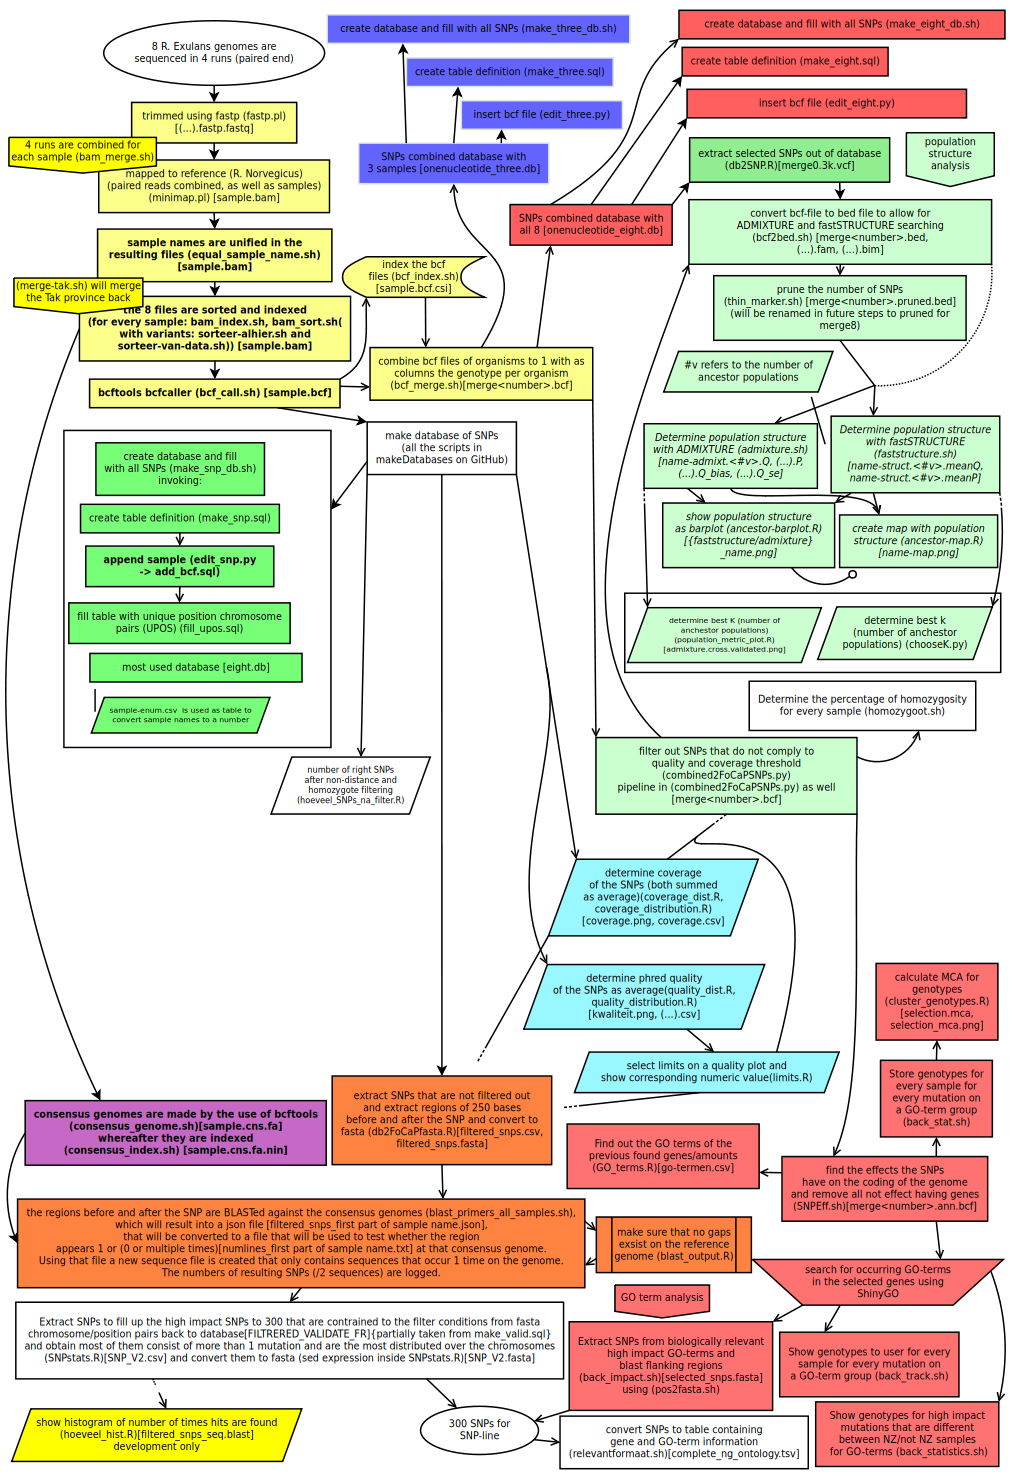 8 R. Exulans genomes are
sequenced in 4 runs (paired end)
trimmed using fastp (fastp.pl)
[(...).fastp.fastq]
4 runs are combined for
each sample (bam_merge.sh)
mapped to reference (R. Norvegicus)
(paired reads combined, as well as samples)
(minimap.pl) [sample.bam]
sample names are unified in the
resulting files (equal_sample_name.sh)
[sample.bam]
(merge-tak.sh) will merge
the Tak province back
the 8 files are sorted and indexed
(for every sample: bam_index.sh, bam_sort.sh(
with variants: sorteer-alhier.sh and
sorteer-van-data.sh)) [sample.bam]
bcftools bcfcaller (bcf_call.sh) [sample.bcf]
create database and fill with all SNPs (make_three_db.sh)
create table definition (make_three.sql)
insert bcf file (edit_three.py)
SNPs combined database with
3 samples [onenucleotide_three.db]
index the bcf
files (bcf_index.sh)
[sample.bcf.csi]
combine bcf files of organisms to 1 with as
columns the genotype per organism
(bcf_merge.sh)[merge<number>.bcf]
create database and fill with all SNPs (make_eight_db.sh)
create table definition (make_eight.sql)
insert bcf file (edit_eight.py)
SNPs combined database with
all 8 [onenucleotide_eight.db]
extract selected SNPs out of database
(db2SNP.R)[merge0.3k.vcf]
population
structure
analysis
convert bcf-file to bed file to allow for
ADMIXTURE and fastSTRUCTURE searching
(bcf2bed.sh) [merge<number>.bed,
(...).fam, (...).bim]
prune the number of SNPs
(thin_marker.sh) [merge<number>.pruned.bed]
(will be renamed in future steps to pruned for
merge8)
#v refers to the number of
ancestor populations
Determine population structure
with ADMIXTURE (admixture.sh)
[name-admixt.<#v>.Q, (...).P,
(...).Q_bias, (...).Q_se]
Determine population structure
with fastSTRUCTURE
(faststructure.sh)
[name-struct.<#v>.meanQ,
name-struct.<#v>.meanP]
show population structure
as barplot (ancestor-barplot.R)
[{faststructure/admixture}
_name.png]
create map with population
structure (ancestor-map.R)
[name-map.png]
determine best K (number of
anchestor populations)
(population_metric_plot.R)
[admixture.cross.validated.png]
determine best k
(number of anchestor
populations) (chooseK.py)
Determine the percentage of homozygosity
for every sample (homozygoot.sh)
make database of SNPs
(all the scripts in
makeDatabases on GitHub)
create database and fill
with all SNPs (make_snp_db.sh)
invoking:
create table definition (make_snp.sql)
append sample (edit_snp.py
-> add_bcf.sql)
fill table with unique position chromosome
pairs (UPOS) (fill_upos.sql)
most used database [eight.db]
sample-enum.csv  is used as table to
convert sample names to a number
number of right SNPs
after non-distance and
homozygote filtering
(hoeveel_SNPs_na_filter.R)
filter out SNPs that do not comply to
quality and coverage threshold
(combined2FoCaPSNPs.py)
pipeline in (combined2FoCaPSNPs.py) as well
[merge<number>.bcf]
determine coverage
of the SNPs (both summed
as average)(coverage_dist.R,
coverage_distribution.R)
[coverage.png, coverage.csv]
determine phred quality
of the SNPs as average(quality_dist.R,
quality_distribution.R)
[kwaliteit.png, (...).csv]
select limits on a quality plot and
show corresponding numeric value(limits.R)
calculate MCA for
genotypes
(cluster_genotypes.R)
[selection.mca,
selection_mca.png]
Store genotypes for
every sample for
every mutation on
a GO-term group
(back_stat.sh)
consensus genomes are made by the use of bcftools
(consensus_genome.sh)[sample.cns.fa]
whereafter they are indexed
(consensus_index.sh) [sample.cns.fa.nin]
extract SNPs that are not filtered out
and extract regions of 250 bases
before and after the SNP and convert to
fasta (db2FoCaPfasta.R)[filtered_snps.csv,
filtered_snps.fasta]
Find out the GO terms of the
previous found genes/amounts
(GO_terms.R)[go-termen.csv]
find the effects the SNPs
have on the coding of the genome
and remove all not effect having genes
(SNPEff.sh)[merge<number>.ann.bcf]
the regions before and after the SNP are BLASTed against the consensus genomes (blast_primers_all_samples.sh),
which will result into a json file [filtered_snps_first part of sample name.json],
that will be converted to a file that will be used to test whether the region
appears 1 or (0 or multiple times)[numlines_first part of sample name.txt] at that consensus genome.
Using that file a new sequence file is created that only contains sequences that occur 1 time on the genome.
The numbers of resulting SNPs (/2 sequences) are logged.
make sure that no gaps
exsist on the reference
genome (blast_output.R)
search for occurring GO-terms
in the selected genes using
ShinyGO
GO term analysis
Extract SNPs to fill up the high impact SNPs to 300 that are contrained to the filter conditions from fasta
chromosome/position pairs back to database[FILTRERED_VALIDATE_FR]{partially taken from make_valid.sql}
and obtain most of them consist of more than 1 mutation and are the most distributed over the chromosomes
(SNPstats.R)[SNP_V2.csv] and convert them to fasta (sed expression inside SNPstats.R)[SNP_V2.fasta]
Extract SNPs from biologically relevant
high impact GO-terms and
blast flanking regions
(back_impact.sh)[selected_snps.fasta]
using (pos2fasta.sh)
Show genotypes to user for every
sample for every mutation on
a GO-term group (back_track.sh)
show histogram of number of times hits are found
(hoeveel_hist.R)[filtered_snps_seq.blast]
development only
300 SNPs for
SNP-line
convert SNPs to table containing
gene and GO-term information
(relevantformaat.sh)[complete_ng_ontology.tsv]
Show genotypes for high impact
mutations that are different
between NZ/not NZ samples
for GO-terms (back_statistics.sh)